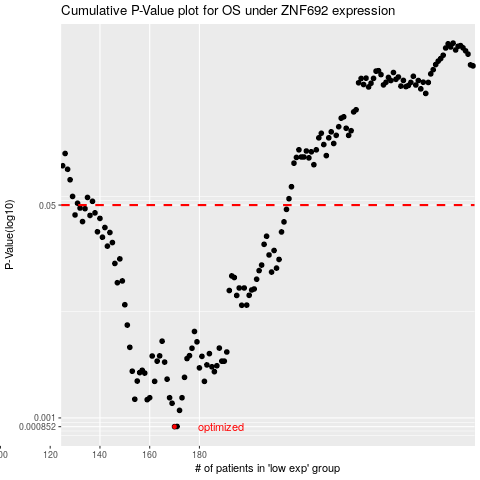 Cumulative P-Value plot for OS under ZNF692 expression
P-Value(log10)
0.05
0.001
0.000852
optimized
00 140 160 180
# of patients in 'low exp' group